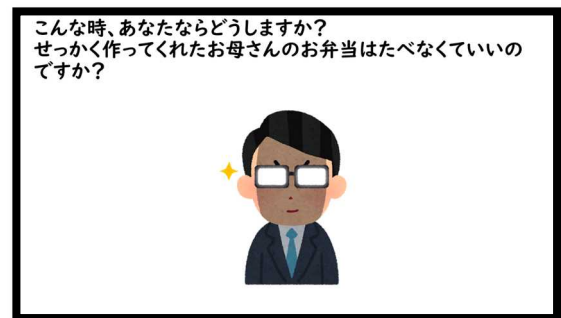 こんな時、あなたならどうしますか？
せっかく作ってくれたお母さんのお弁当はたべなくていいの
ですか？